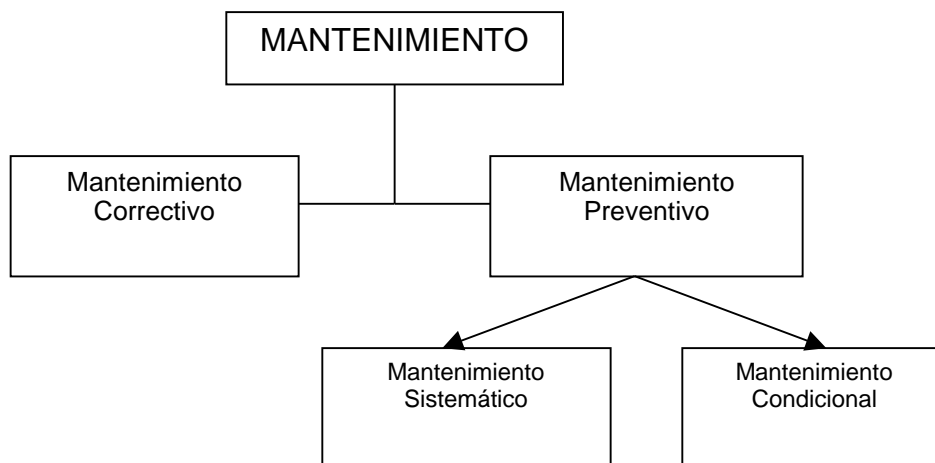 MANTENIMIENTO
Mantenimiento
Correctivo
Mantenimiento
Preventivo
Mantenimiento
Sistemático
Mantenimiento
Condicional